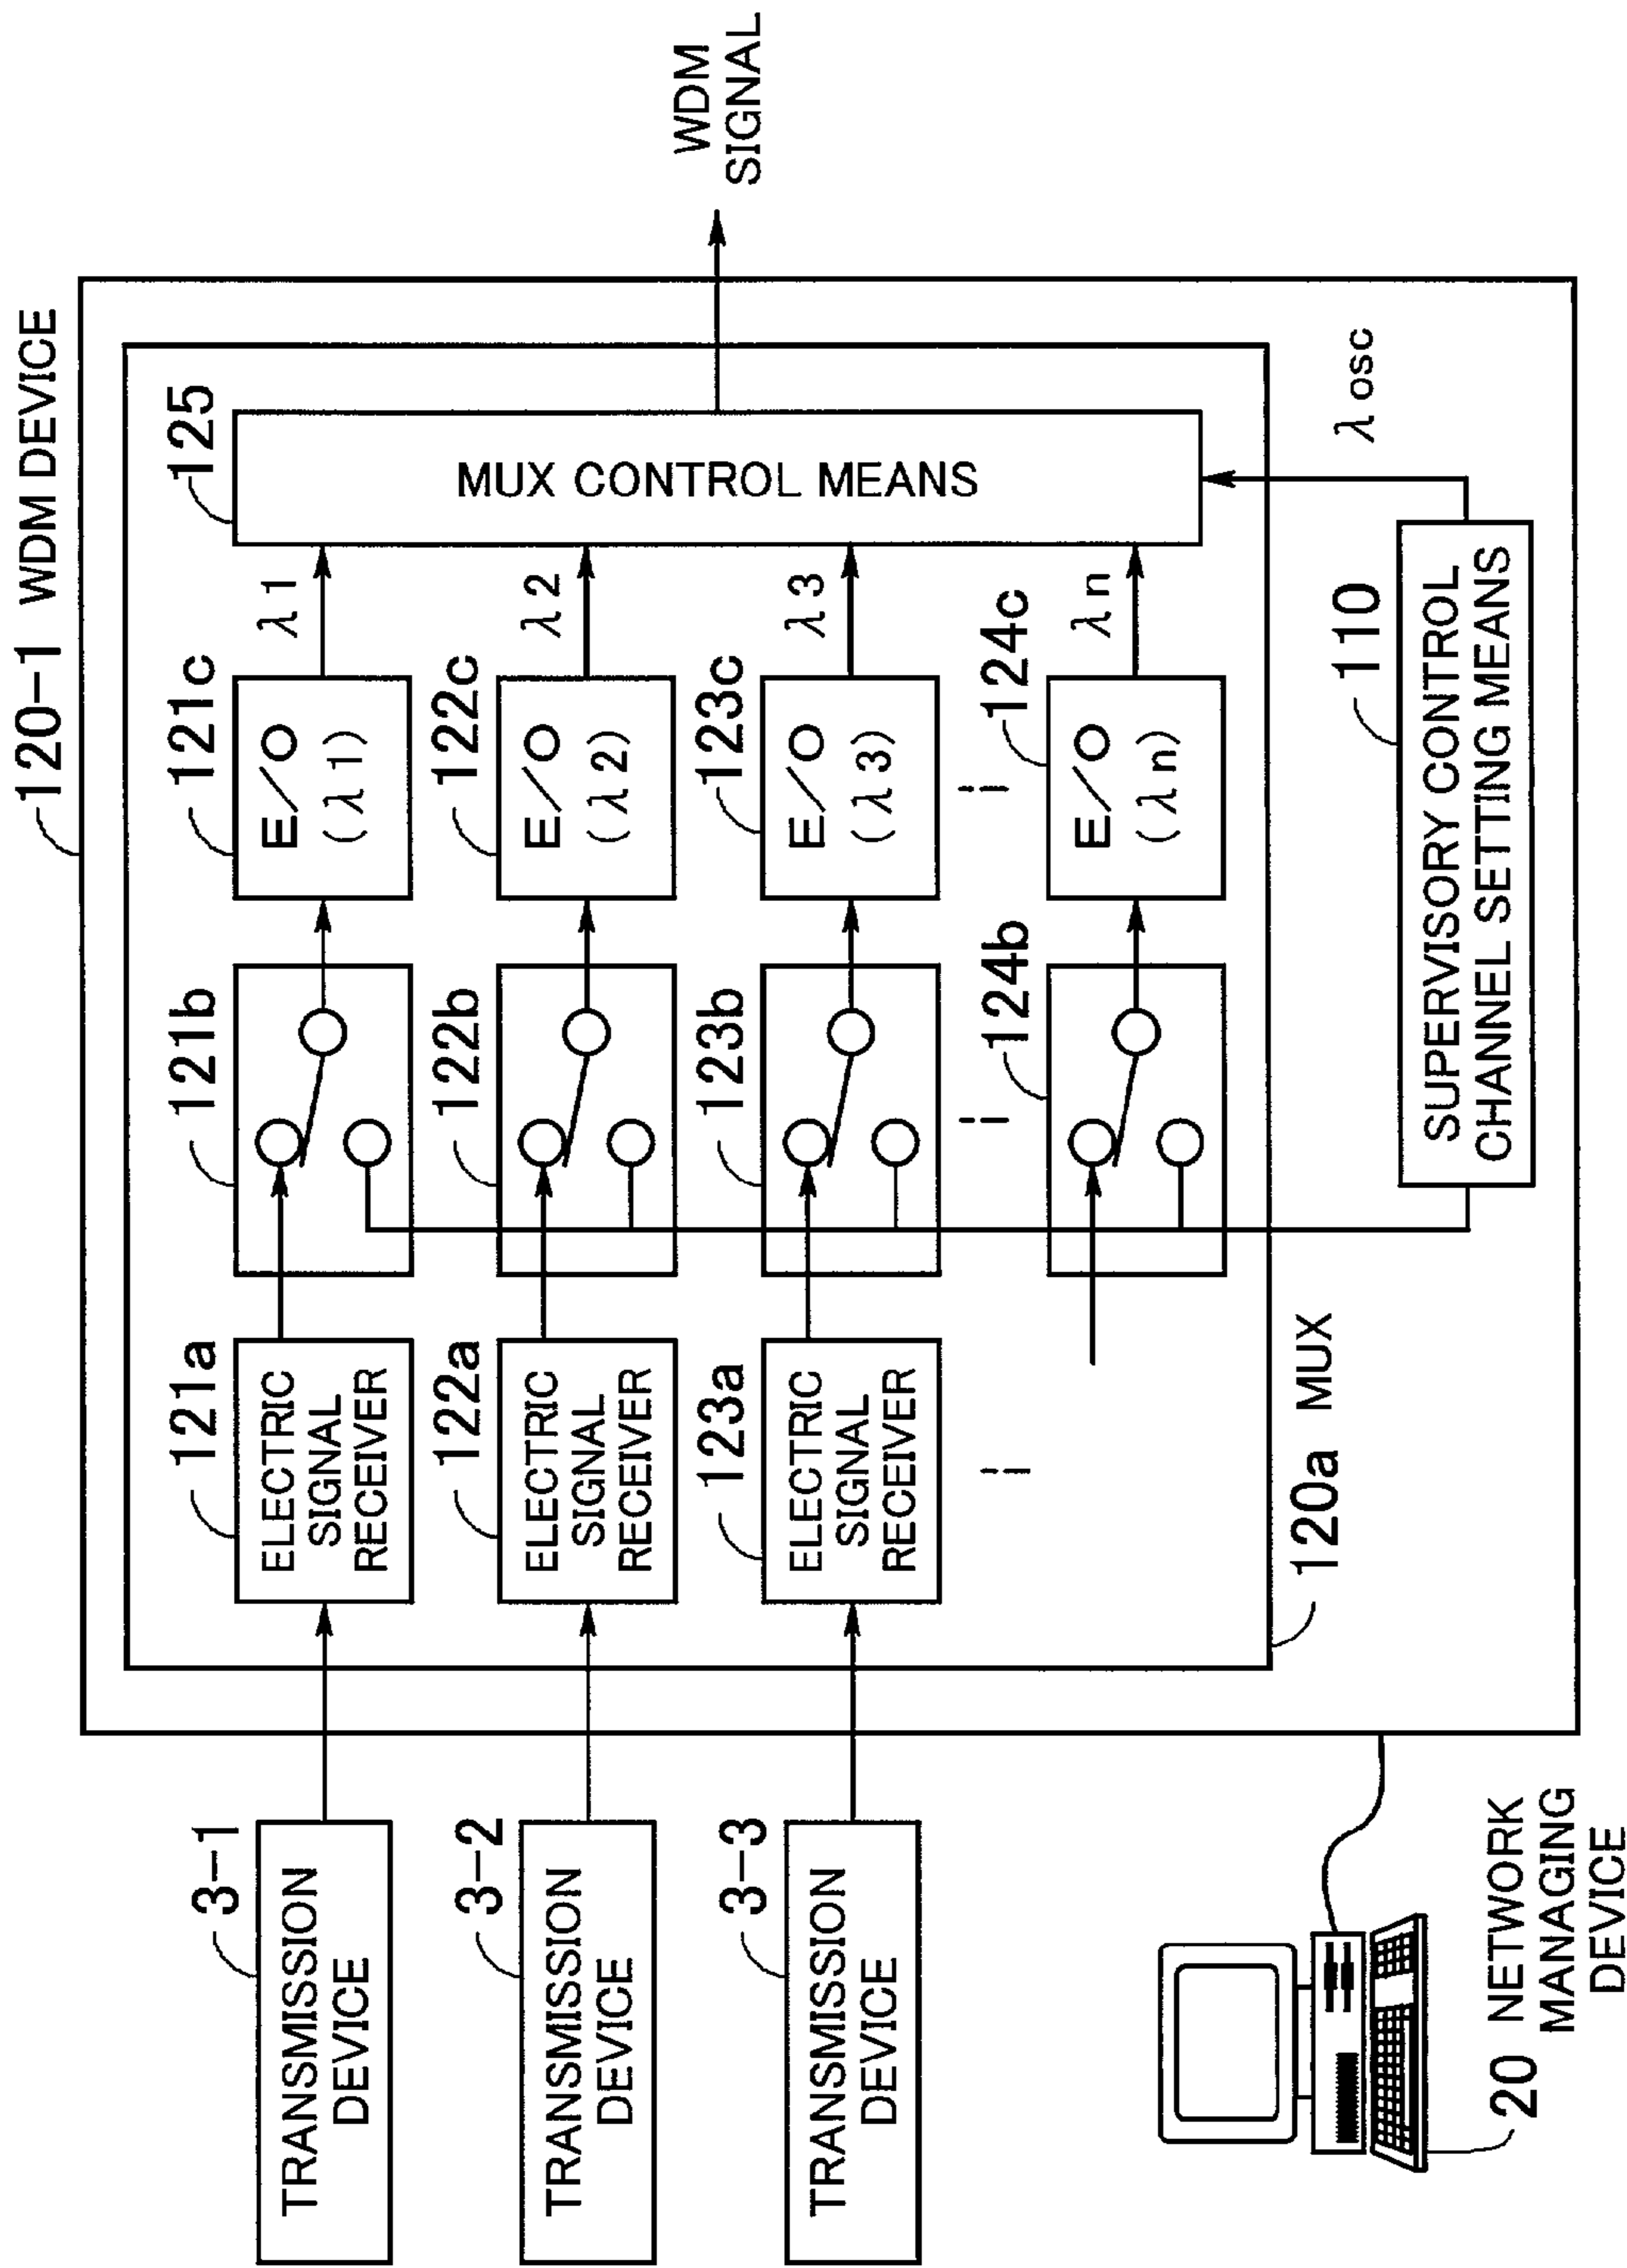 120-1 WDM DEVICE
121a
121b
121c
125
3-1
TRANSMISSION
DEVICE
ELECTRIC
SIGNAL
RECEIVER
E/O
(λ1)
λ1
MUX CONTROL MEANS
WDM
SIGNAL
3-2
TRANSMISSION
DEVICE
122a
ELECTRIC
SIGNAL
RECEIVER
122b
122c
E/O
(λ2)
λ2
3-3
TRANSMISSION
DEVICE
123a
ELECTRIC
SIGNAL
RECEIVER
123b
123c
E/O
(λ3)
λ3
124b
124c
E/O
(λn)
λn
120a MUX
110
SUPERVISORY CONTROL
CHANNEL SETTING MEANS
λosc
20 NETWORK
MANAGING
DEVICE